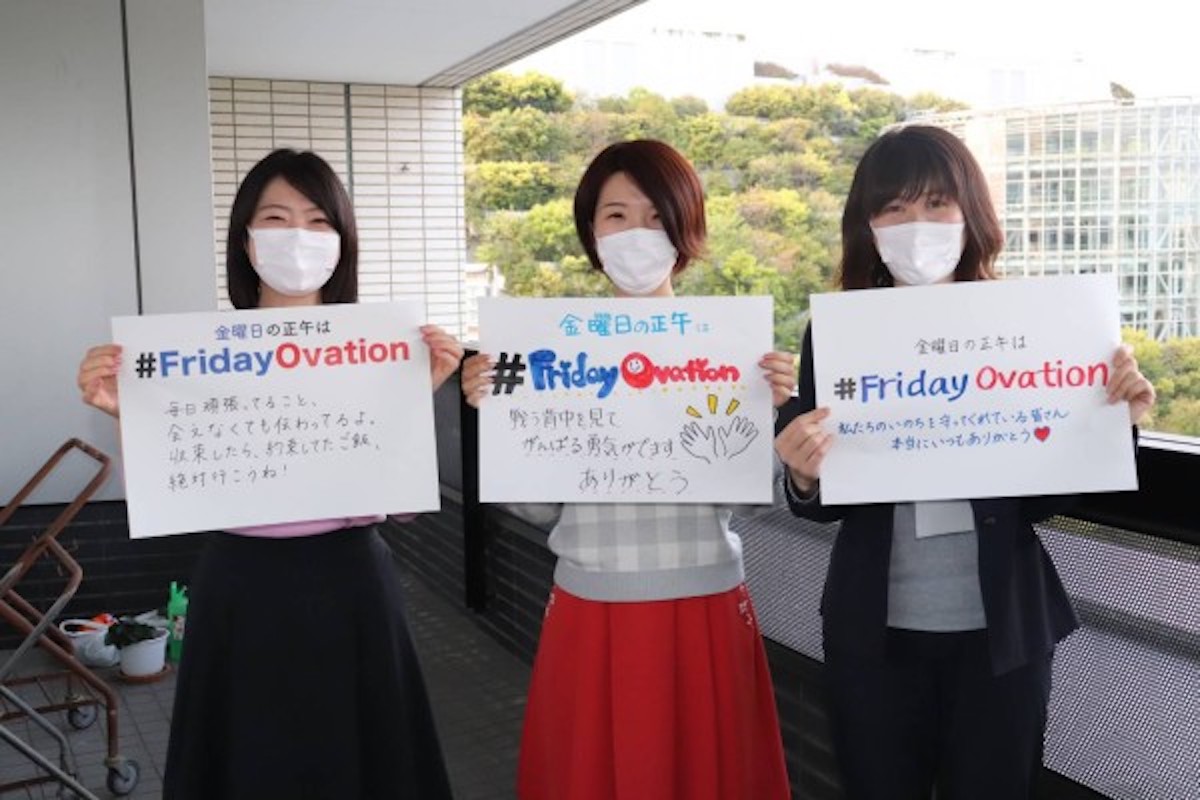 金曜日の正午は
#FridayOvation
毎日頑張ってること、
会えなくても伝わってるよ。
収束したら、約束してたご飯、
絶対行こうね!
金曜日の正午は
#Friday Ovation
戦う背中を見て
がんばる勇気がでます
ありがとう
金曜日の正午は
#Friday Ovation
私たちのいのちを守ってくれている皆さん
本当にいつもありがとう♥